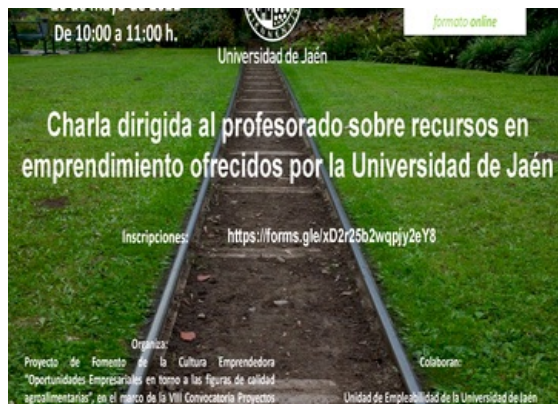 De 10:00 a 11:00 h.
formato online
Universidad de Jaén
Charla dirigida al profesorado sobre recursos en
emprendimiento ofrecidos por la Universidad de Jaén
Inscripciones: https://forms.gle/xD2r25b2wqpjy2eY8
Organiza:
Proyecto de Fomento de la Cultura Emprendedora
"Oportunidades Empresariales en torno a las figuras de calidad
agroalimentarias", en el marco de la VIII Convocatoria Proyectos
Colaboran:
Unidad de Empleabilidad de la Universidad de Jaén